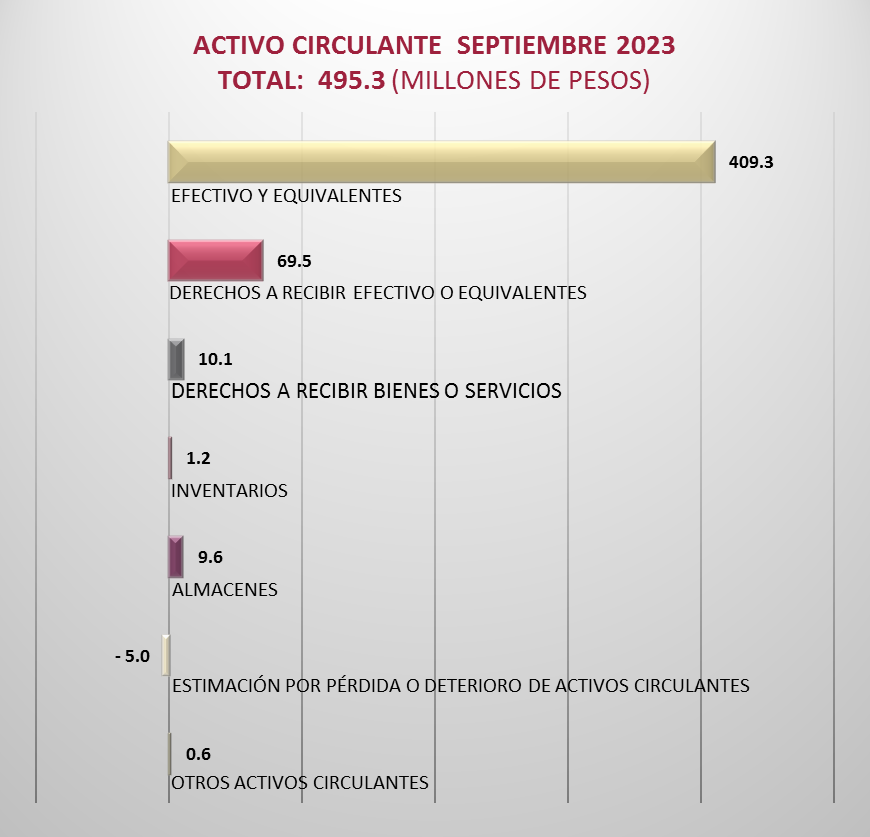 ACTIVO CIRCULANTE  SEPTIEMBRE 2023
TOTAL:  495.3 (MILLONES DE PESOS)
409.3
EFECTIVO Y EQUIVALENTES
69.5
DERECHOS A RECIBIR EFECTIVO O EQUIVALENTES
10.1
DERECHOS A RECIBIR BIENES O SERVICIOS
1.2
INVENTARIOS
9.6
ALMACENES
- 5.0
ESTIMACIÓN POR PÉRDIDA O DETERIORO DE ACTIVOS CIRCULANTES
0.6
OTROS ACTIVOS CIRCULANTES